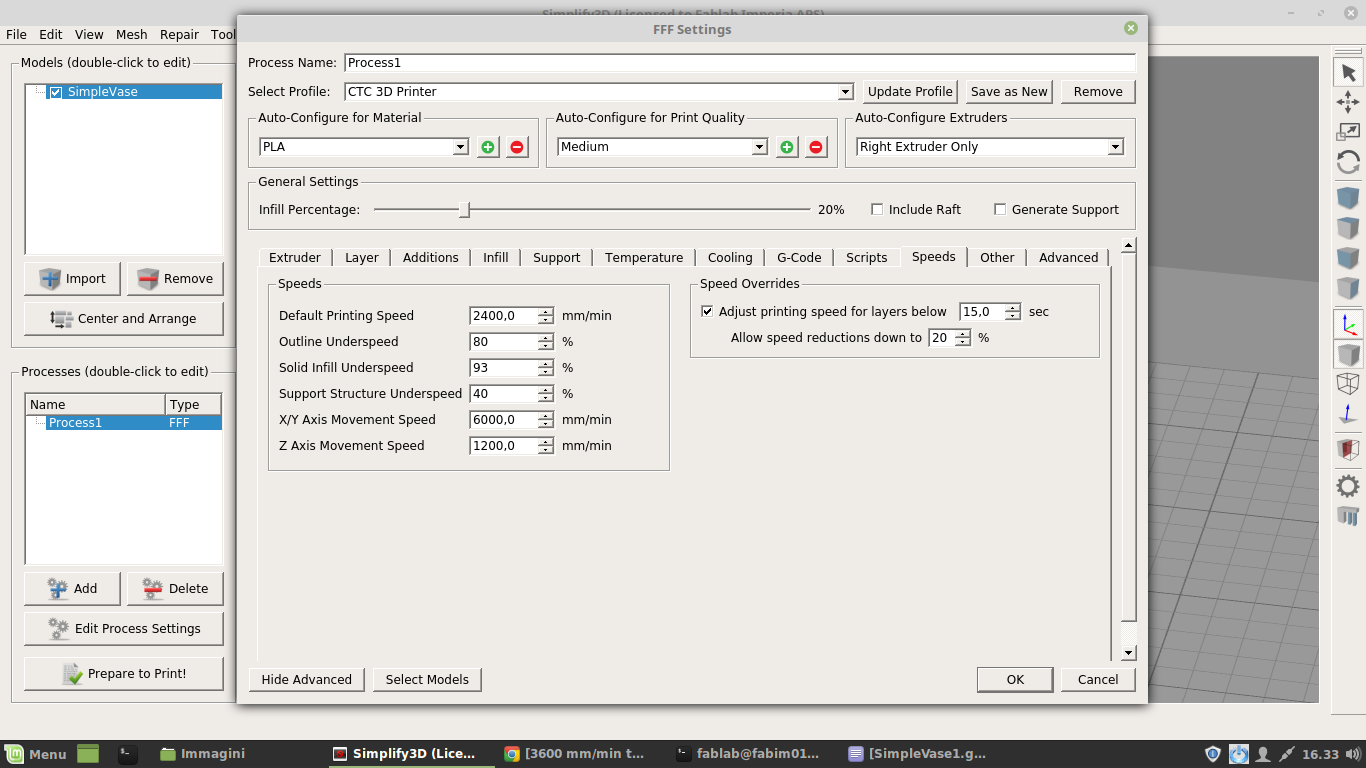 Simplify3D (Licensed to Fablab Imperia APS)
FFF Settings
File Edit View Mesh Repair Tool
Models (double-click to edit)
SimpleVase
Import Remove
Center and Arrange
Processes (double-click to edit)
Name Type
Process1 FFF
Add Delete
Edit Process Settings
Prepare to Print!
Process Name: Process1
Select Profile: CTC 3D Printer Update Profile Save as New Remove
Auto-Configure for Material Auto-Configure for Print Quality Auto-Configure Extruders
PLA Medium Right Extruder Only
General Settings
Infill Percentage: 20% Include Raft Generate Support
Extruder Layer Additions Infill Support Temperature Cooling G-Code Scripts Speeds Other Advanced
Speeds
Default Printing Speed 2400,0 mm/min
Outline Underspeed 80 %
Solid Infill Underspeed 93 %
Support Structure Underspeed 40 %
X/Y Axis Movement Speed 6000,0 mm/min
Z Axis Movement Speed 1200,0 mm/min
Speed Overrides
Adjust printing speed for layers below 15,0 sec
Allow speed reductions down to 20 %
Hide Advanced Select Models OK Cancel
Menu Immagini Simplify3D (Lice... [3600 mm/min t... fablab@fabim01... [SimpleVase1.g... 16.33